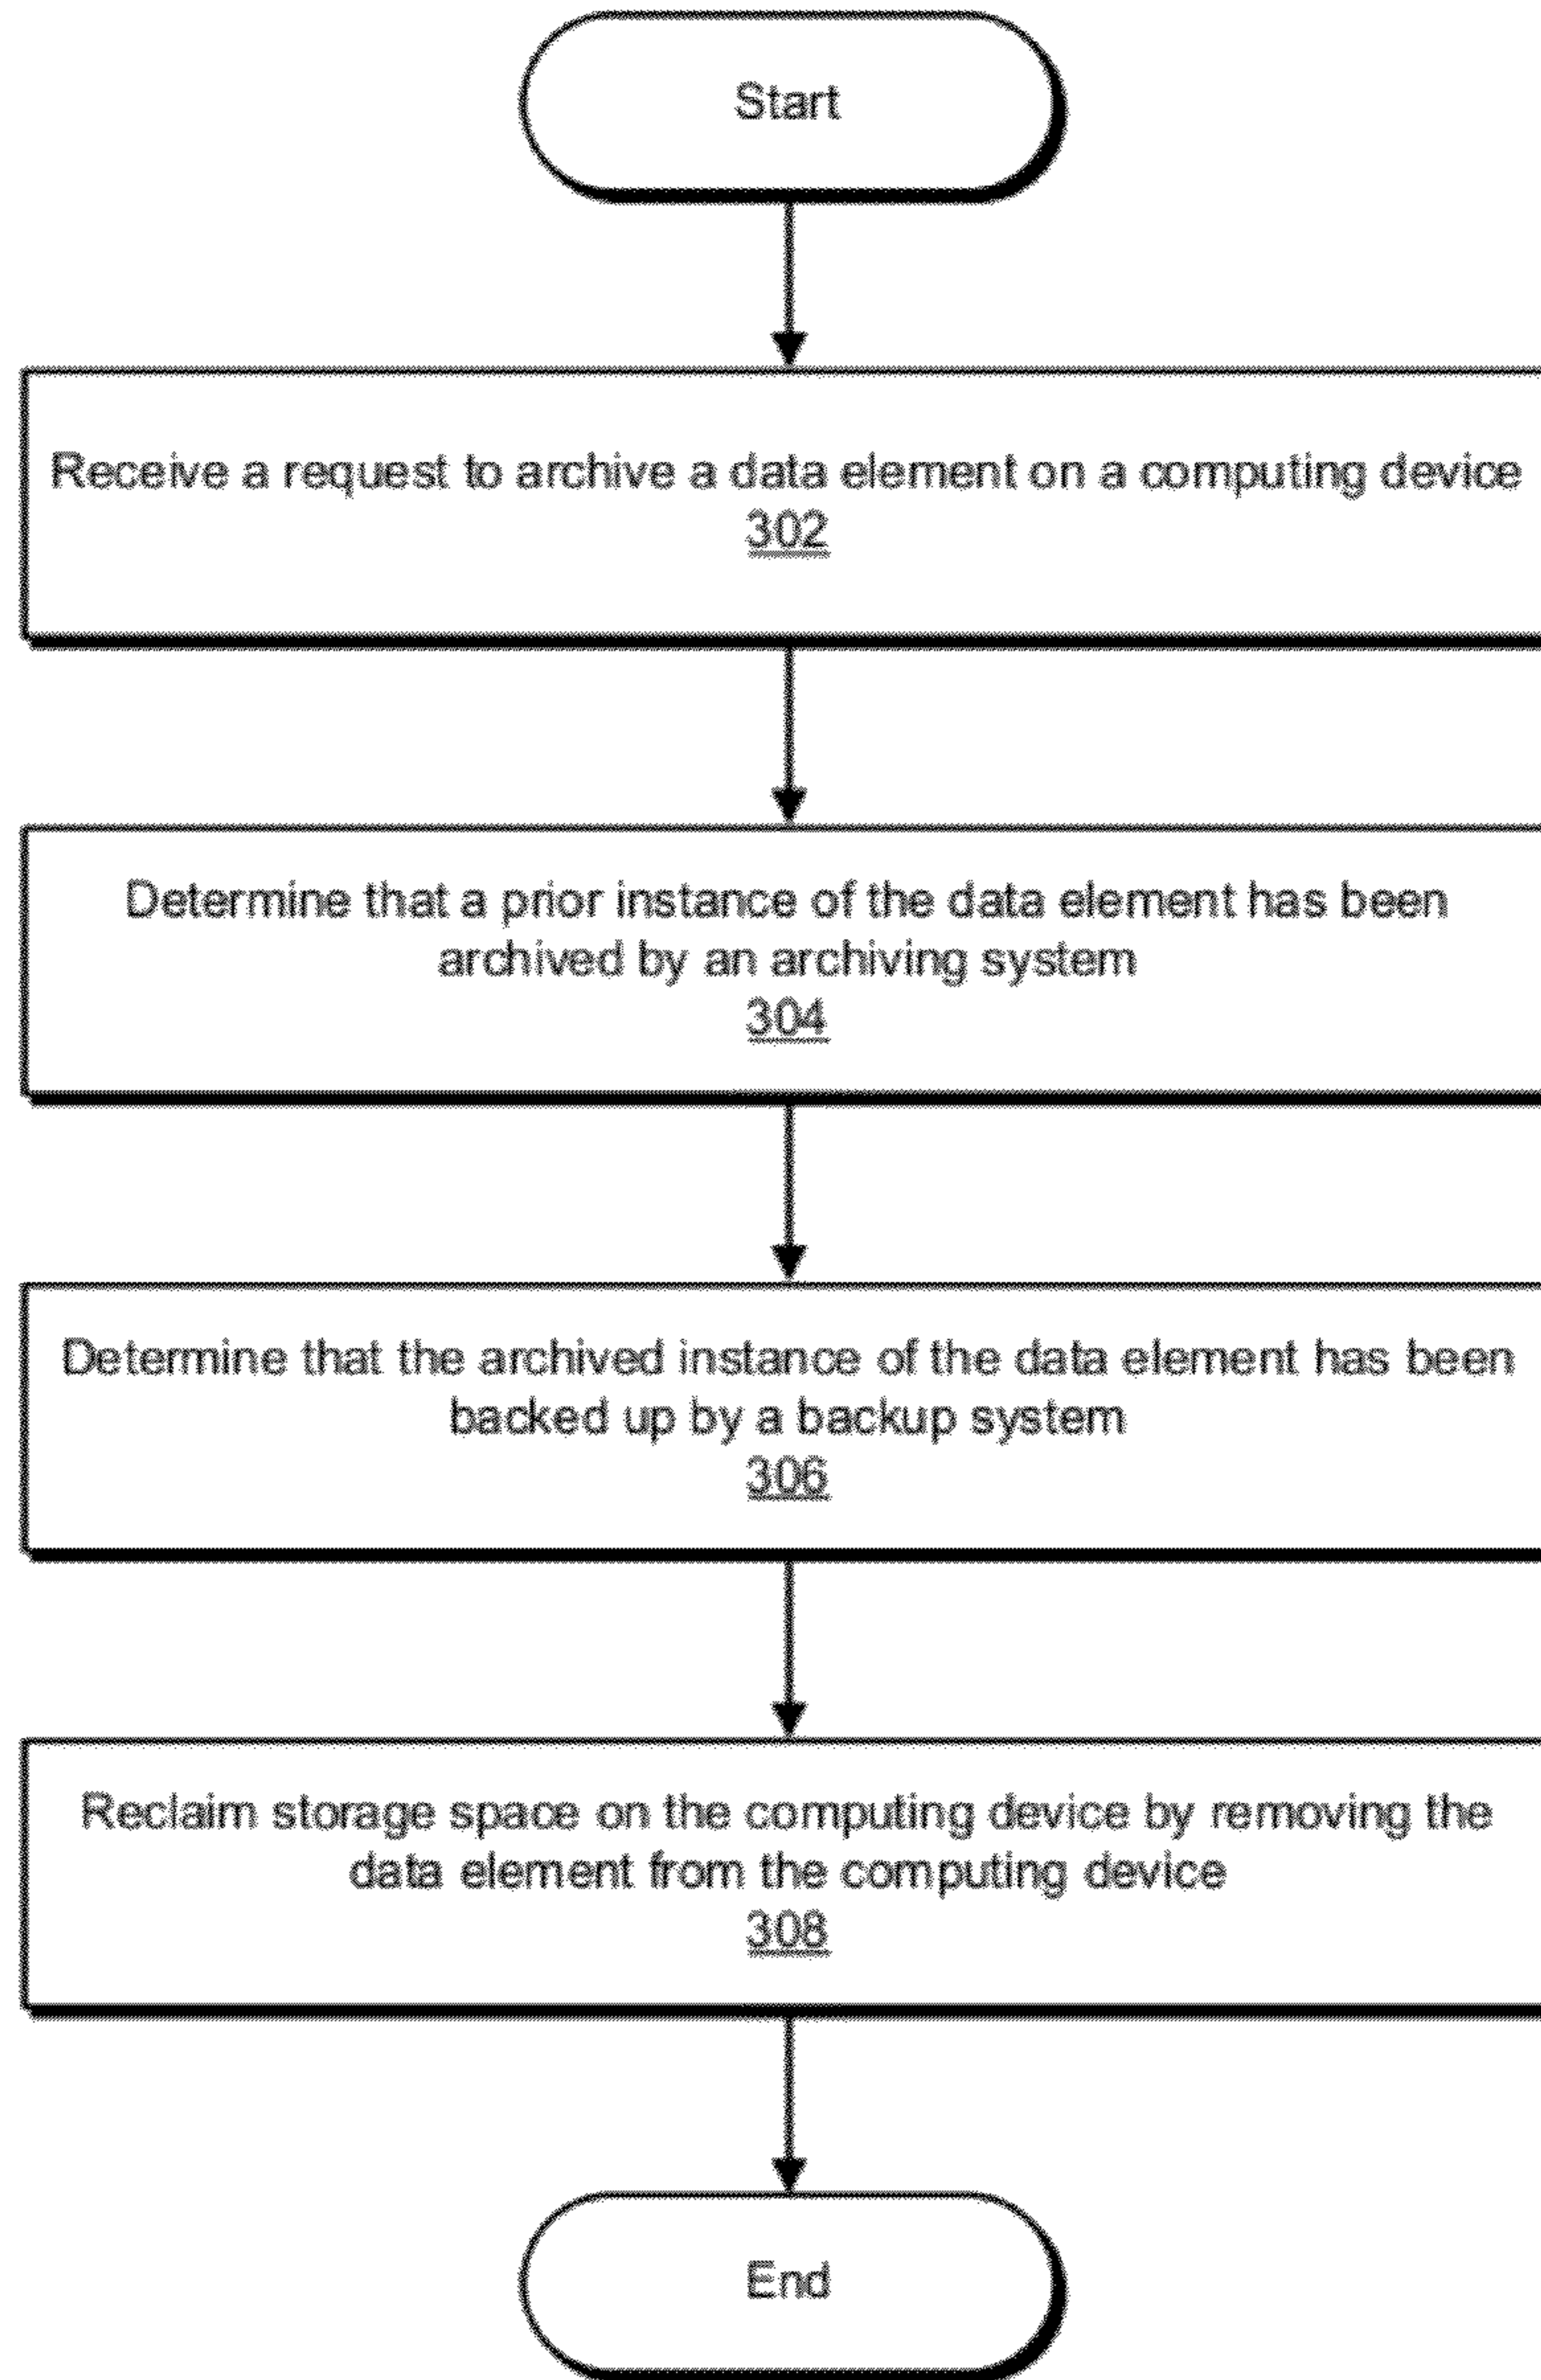 Start
Receive a request to archive a data element on a computing device
302
Determine that a prior instance of the data element has been
archived by an archiving system
304
Determine that the archived instance of the data element has been
backed up by a backup system
306
Reclaim storage space on the computing device by removing the
data element from the computing device
308
End